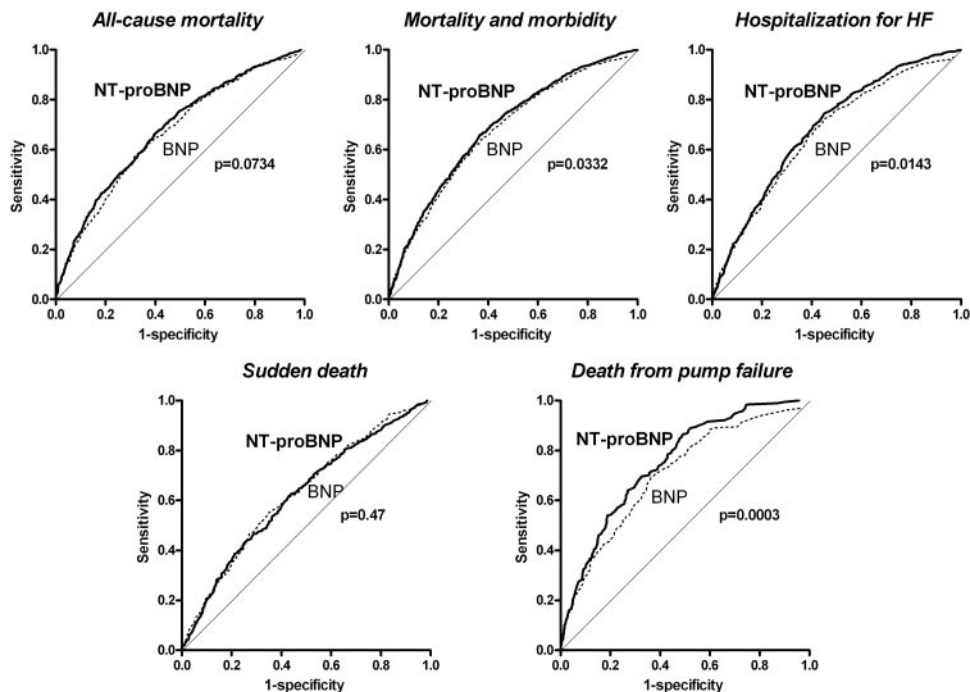 All-cause mortality
1.0
0.8
0.6
0.4
0.2
0.0
Sensitivity
NT-proBNP
BNP
p=0.0734
0.0 0.2 0.4 0.6 0.8 1.0
1-specificity
Mortality and morbidity
1.0
0.8
0.6
0.4
0.2
0.0
Sensitivity
NT-proBNP
BNP
p=0.0332
0.0 0.2 0.4 0.6 0.8 1.0
1-specificity
Hospitalization for HF
1.0
0.8
0.6
0.4
0.2
0.0
Sensitivity
NT-proBNP
BNP
p=0.0143
0.0 0.2 0.4 0.6 0.8 1.0
1-specificity
Sudden death
1.0
0.8
0.6
0.4
0.2
0.0
Sensitivity
NT-proBNP
BNP
p=0.47
0.0 0.2 0.4 0.6 0.8 1.0
1-specificity
Death from pump failure
1.0
0.8
0.6
0.4
0.2
0.0
Sensitivity
NT-proBNP
BNP
p=0.0003
0.0 0.2 0.4 0.6 0.8 1.0
1-specificity